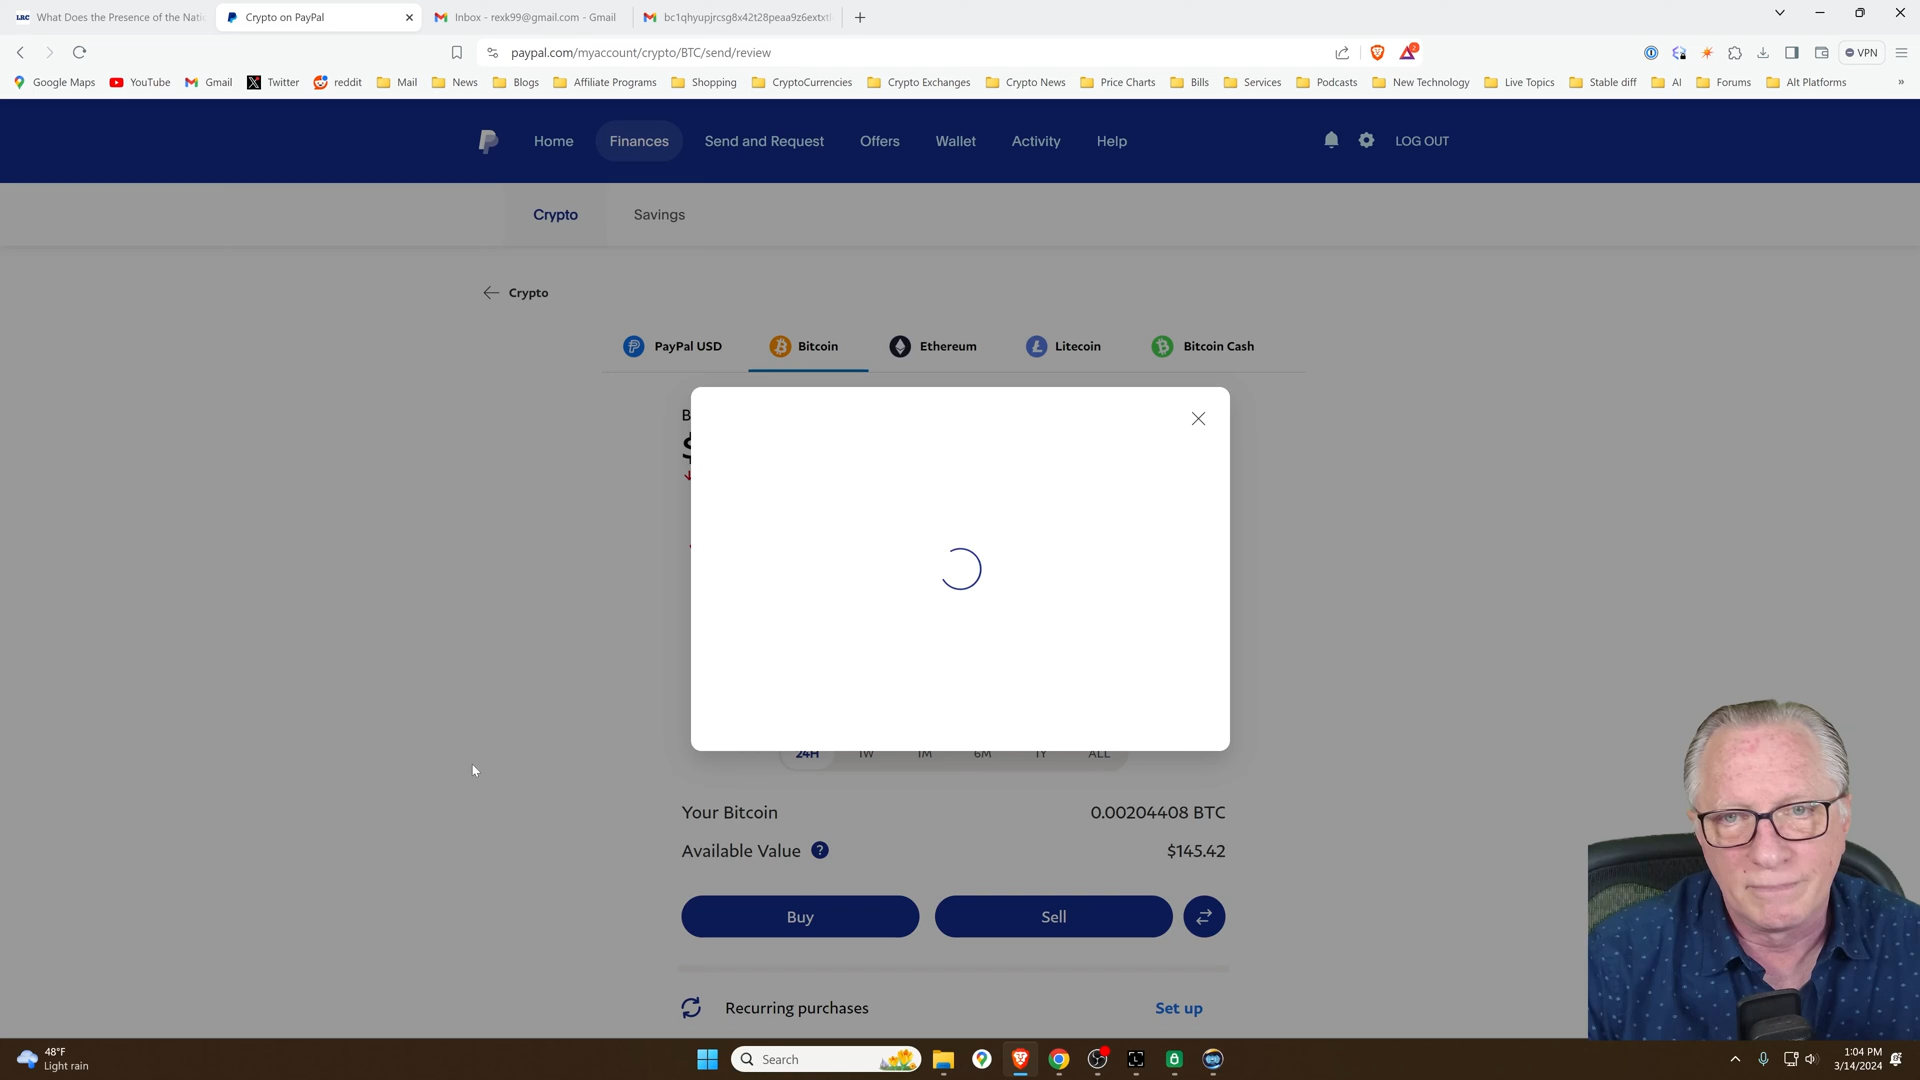 What Does the Presence of the Nati
Crypto on PayPal
Inbox - rexk99@gmail.com - Gmail
paypal.com/myaccount/crypto/BTC/send/review
2
VPN
Google Maps
YouTube
Gmail
Twitter
reddit
Mail
News
Blogs
Affiliate Programs
Shopping
CryptoCurrencies
Crypto Exchanges
Crypto News
Price Charts
Bills
Services
Podcasts
New Technology
Live Topics
Stable diff
AI
Forums
Alt Platforms
»
Home
Finances
Send and Request
Offers
Wallet
Activity
Help
LOG OUT
Crypto
Savings
Crypto
PayPal USD
Bitcoin
Ethereum
Litecoin
Bitcoin Cash
B
$
24H
1W
1M
6M
1Y
ALL
Your Bitcoin
0.00204408 BTC
Available Value ?
$145.42
Buy
Sell
Recurring purchases
Set up
48°F
Light rain
Search
1:04 PM
3/14/2024